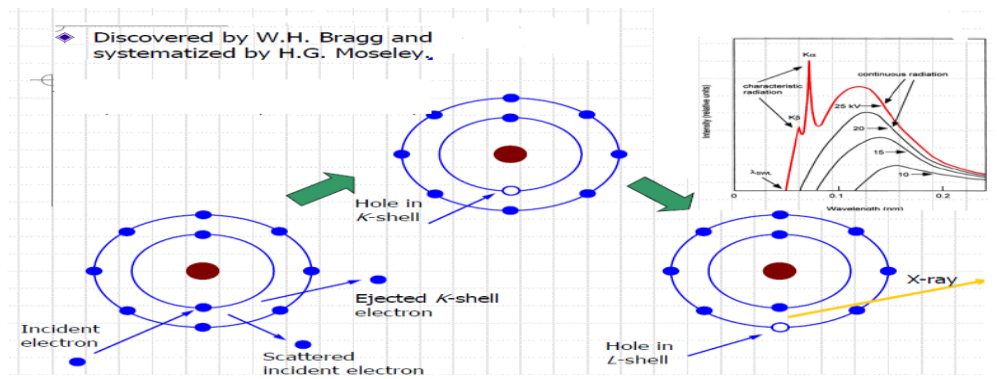 Discovered by W.H. Bragg and
systematized by H.G. Moseley.
Kα
characteristic
radiation
continuous
radiation
Kβ
25 kV
20
15
10
λSWL
Intensity (relative units)
0
0.1
0.2
Wavelength (nm)
Hole in
K-shell
Incident
electron
Ejected K-shell
electron
Scattered
incident electron
X-ray
Hole in
L-shell